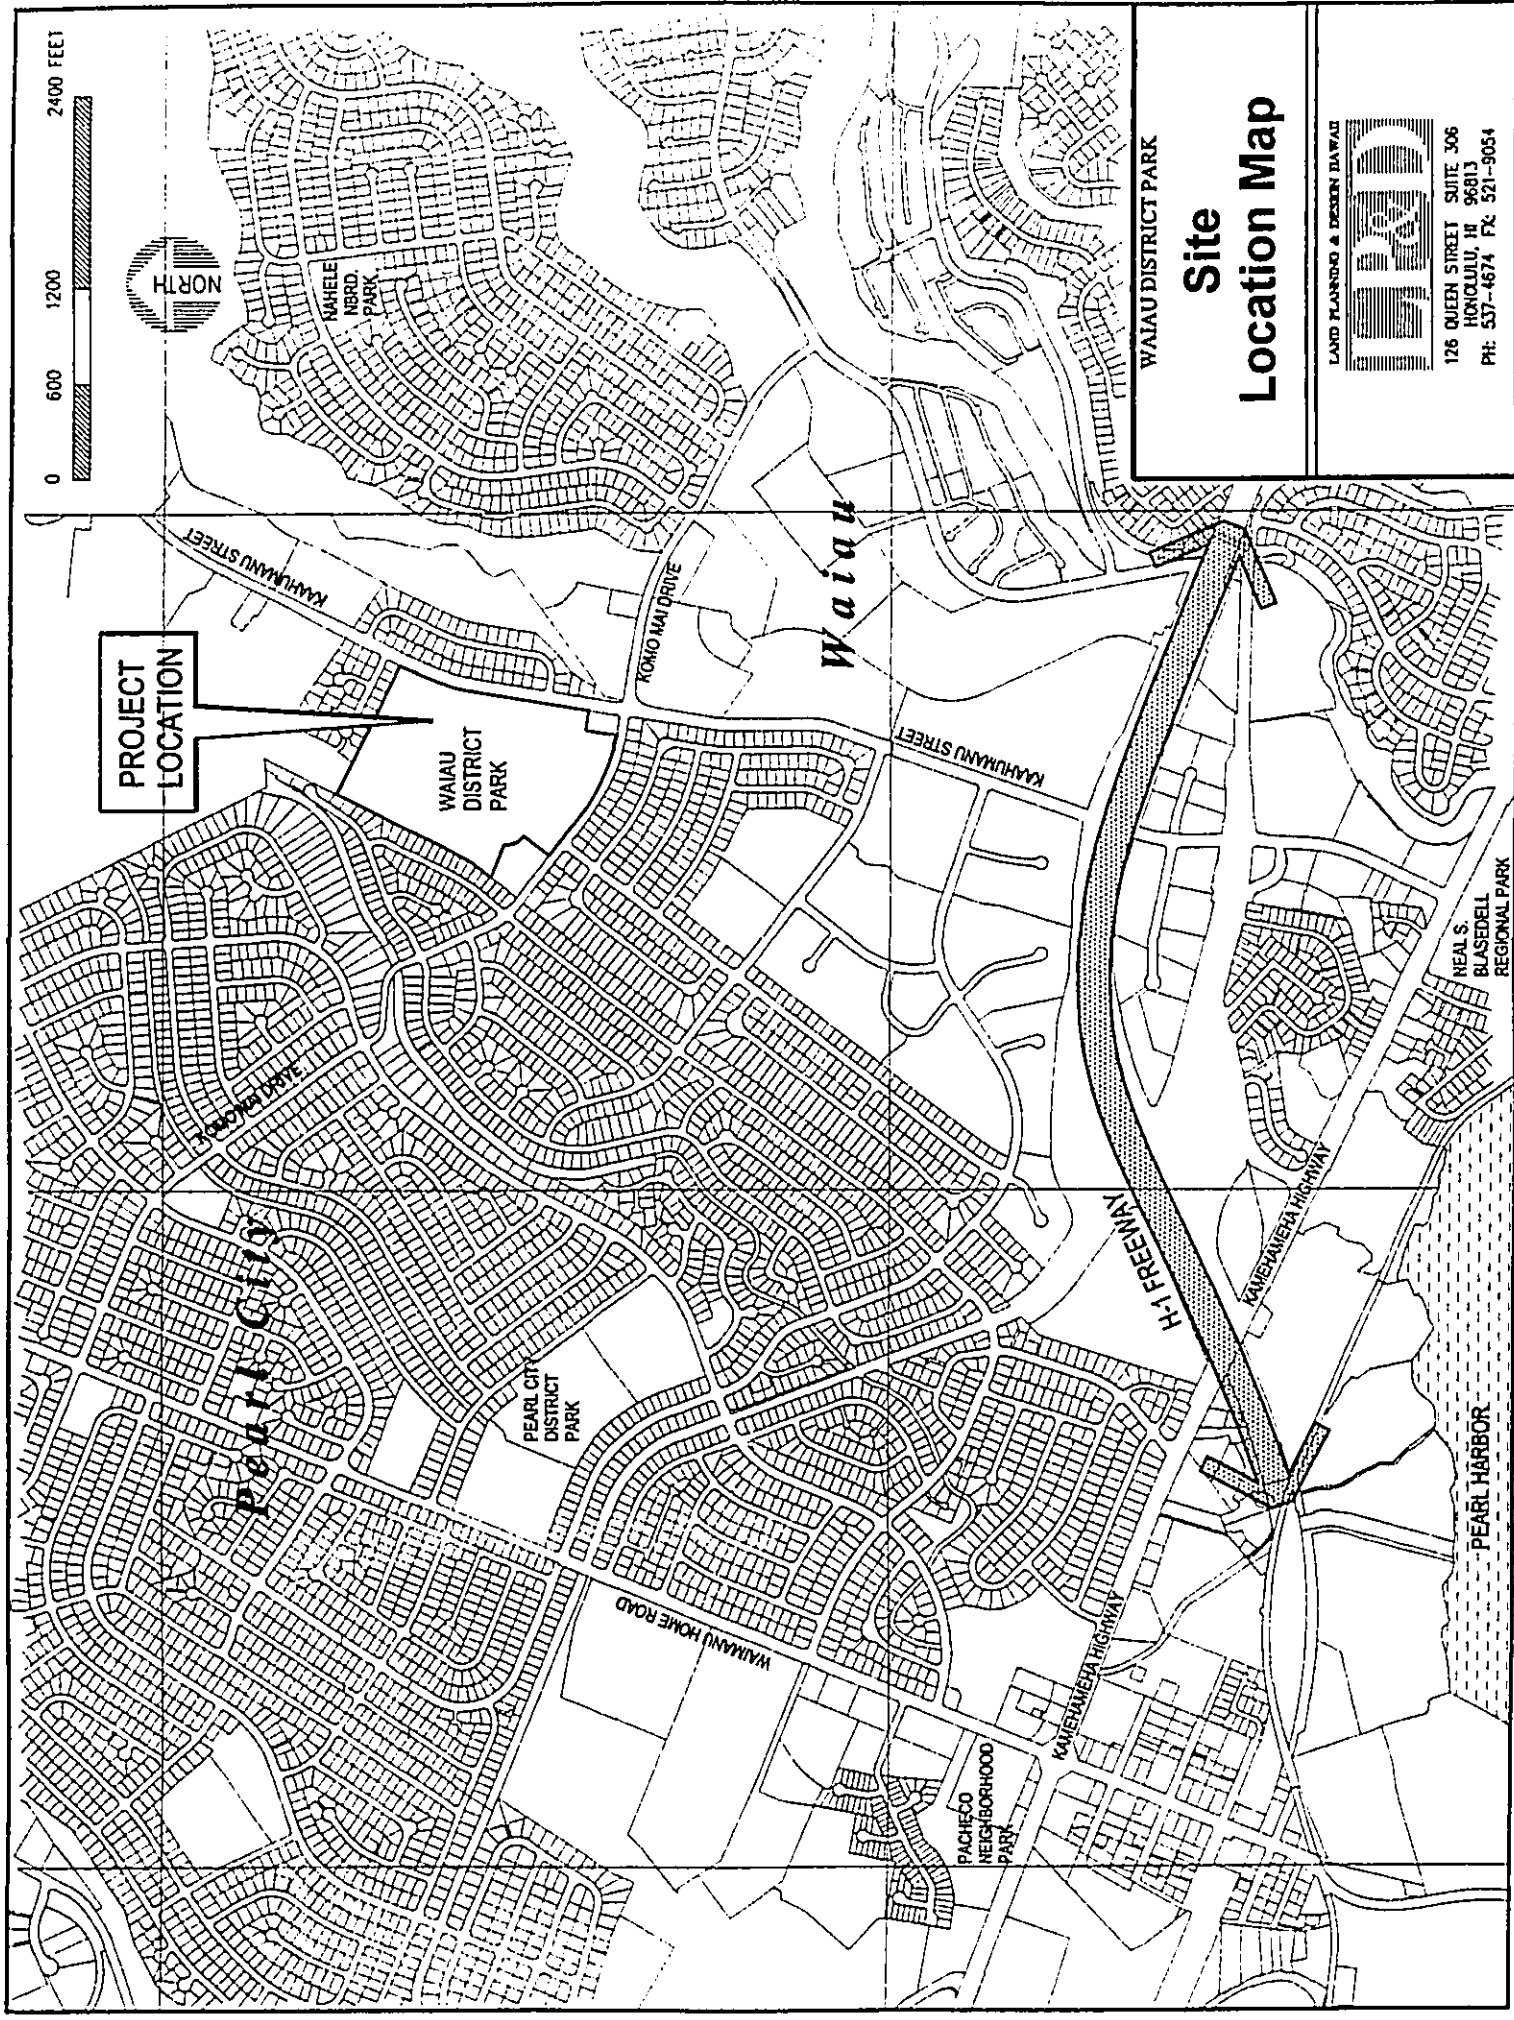 0 600 1200 2400 FEET
NORTH
PROJECT
LOCATION
KAAHUMANU STREET
NAHELE
NBRD.
PARK
WAIAU
DISTRICT
PARK
KOMO MAI DRIVE
KOMO MAI DRIVE
Pearl City
Waiau
PEARL CITY
DISTRICT
PARK
KAAHUMANU STREET
WAIMANU HOME ROAD
H-1 FREEWAY
PACHECO
NEIGHBORHOOD
PARK
KAMEHAMEHA HIGHWAY
KAMEHAMEHA HIGHWAY
NEAL S.
BLASEDELL
REGIONAL PARK
PEARL HARBOR
WAIAU DISTRICT PARK
Site
Location Map
LAND PLANNING & DESIGN HAWAII
LP&D
126 QUEEN STREET SUITE 306
HONOLULU, HI 96813
PH: 537-4674 FX: 521-9054